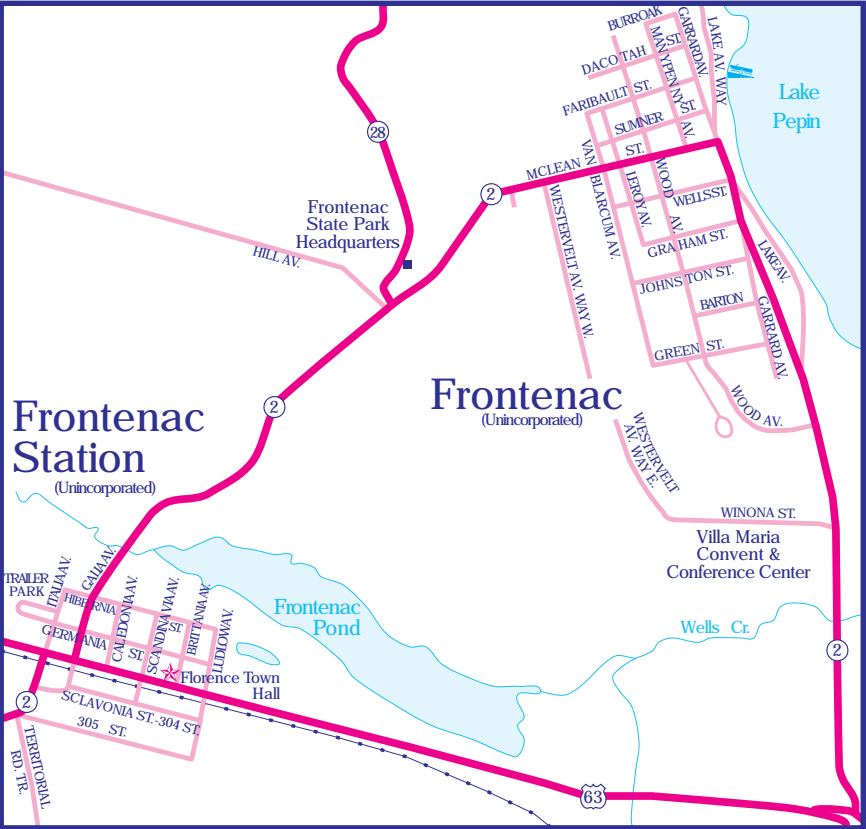 BURROAK
ST.
DACOTAH
GARRARD AV.
LAKE AV. WAY
MANYPENNY
AV.
FARIBAULT ST.
Lake
Pepin
SUMNER
ST.
28
ST.
MCLEAN
2
VAN BLARCUM AV.
LEROY AV.
WOOD AV.
WELLS ST.
Frontenac
State Park
Headquarters
HILL AV.
WESTERVELT AV. WAY W.
GRAHAM ST.
LAKE AV.
JOHNSTON ST.
BARTON
GARRARD AV.
GREEN ST.
2
Frontenac
(Unincorporated)
WOOD AV.
Frontenac
Station
(Unincorporated)
WESTERVELT
AV. WAY E.
WINONA ST.
Villa Maria
Convent &
Conference Center
TRAILER
PARK
ITALIA AV.
GALIA AV.
HIBERNIA
ST
CALEDONIA AV.
SCANDINAVIA AV.
BRITTANIA AV.
LUDLOW AV.
Frontenac
Pond
Wells Cr.
GERMANIA
ST.
2
Florence Town
Hall
2
SCLAVONIA ST.-304 ST.
305 ST.
TERRITORIAL
RD. TR.
63